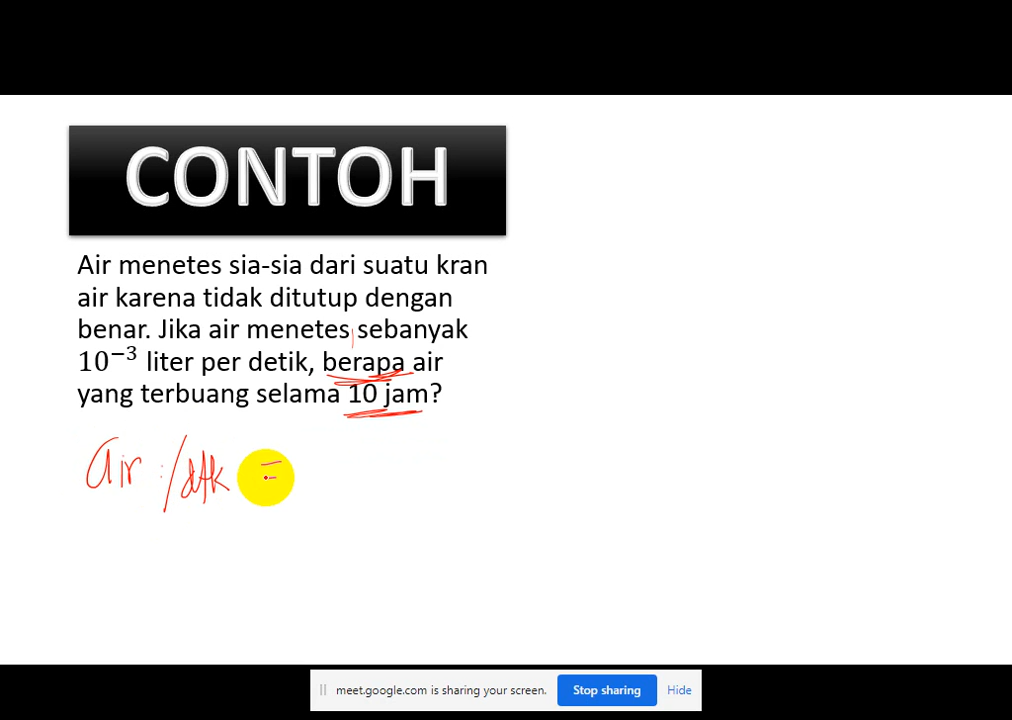 CONTOH
Air menetes sia-sia dari suatu kran
air karena tidak ditutup dengan
benar. Jika air menetes sebanyak
10⁻³ liter per detik, berapa air
yang terbuang selama 10 jam?
Air :/dtk =
meet.google.com is sharing your screen. Stop sharing Hide